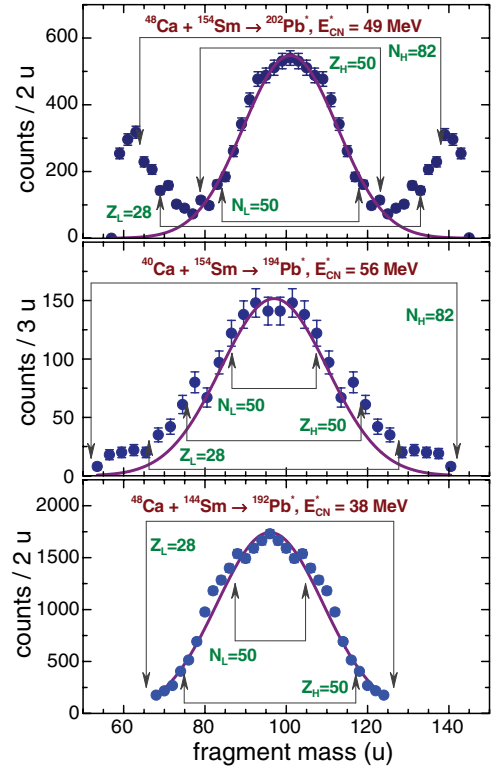 ⁴⁸Ca + ¹⁵⁴Sm → ²⁰²Pb*, E*CN = 49 MeV
600
400
200
0
counts / 2 u
ZH=50
NH=82
ZL=28
NL=50
⁴⁰Ca + ¹⁵⁴Sm → ¹⁹⁴Pb*, E*CN = 56 MeV
150
100
50
0
counts / 3 u
NH=82
NL=50
ZH=50
ZL=28
⁴⁸Ca + ¹⁴⁴Sm → ¹⁹²Pb*, E*CN = 38 MeV
2000
1500
1000
500
0
counts / 2 u
ZL=28
NL=50
ZH=50
60 80 100 120 140
fragment mass (u)